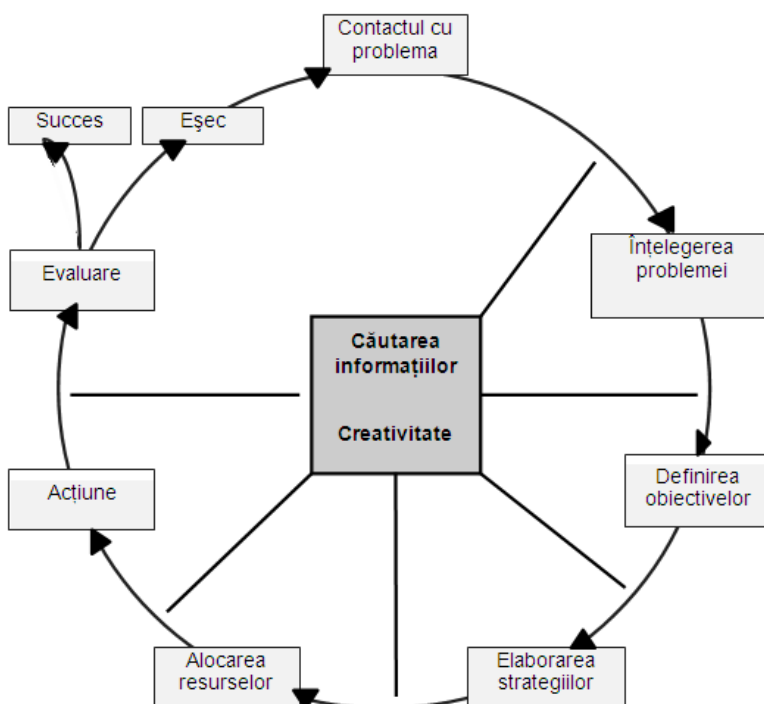 Contactul cu
problema
Succes
Eşec
Înțelegerea
problemei
Evaluare
Căutarea
informațiilor
Creativitate
Definirea
obiectivelor
Acțiune
Elaborarea
strategiilor
Alocarea
resurselor